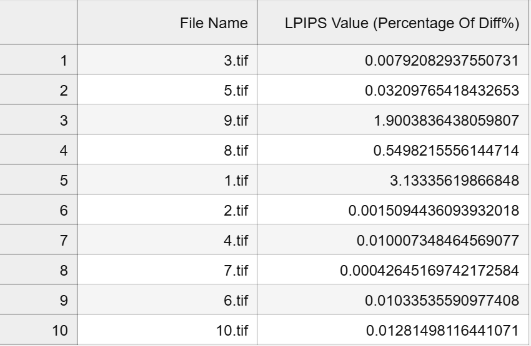 File Name LPIPS Value (Percentage Of Diff%)
1 3.tif 0.00792082937550731
2 5.tif 0.03209765418432653
3 9.tif 1.9003836438059807
4 8.tif 0.5498215556144714
5 1.tif 3.13335619866848
6 2.tif 0.0015094436093932018
7 4.tif 0.010007348464569077
8 7.tif 0.00042645169742172584
9 6.tif 0.01033535590977408
10 10.tif 0.01281498116441071